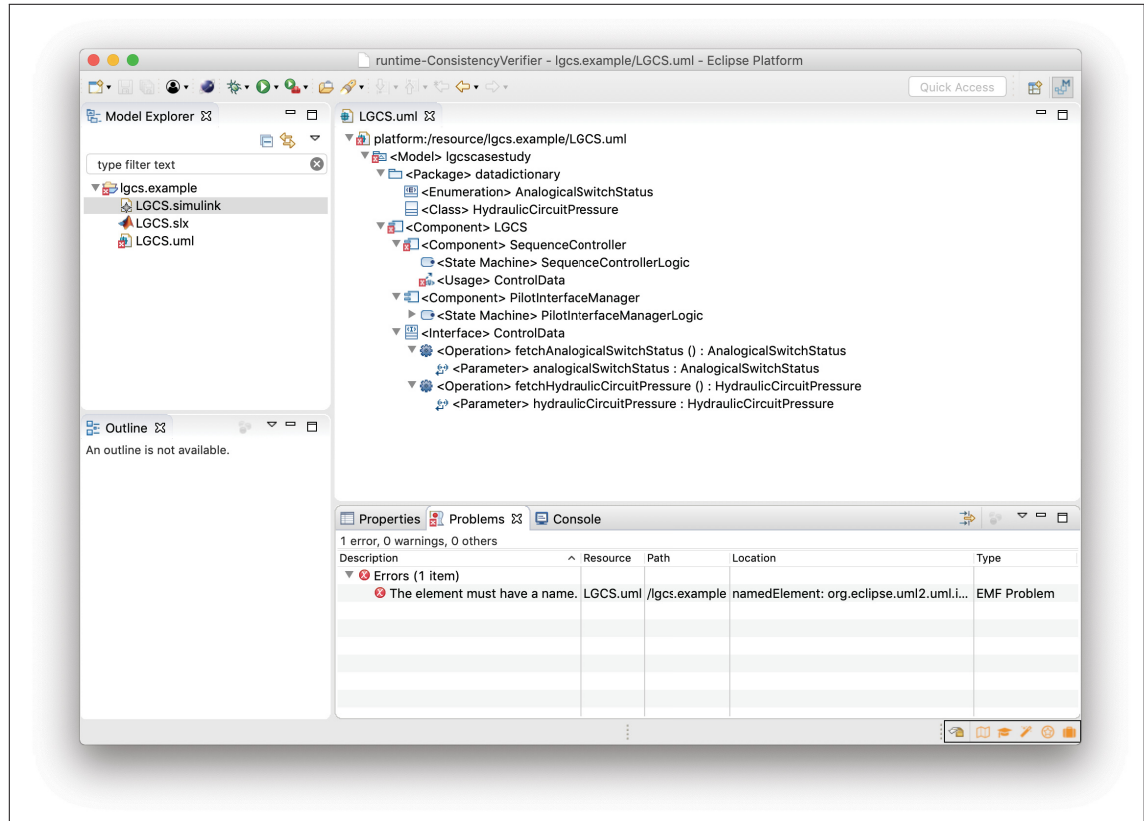 runtime-ConsistencyVerifier - lgcs.example/LGCS.uml - Eclipse Platform
Quick Access
Model Explorer
type filter text
lgcs.example
LGCS.simulink
LGCS.slx
LGCS.uml
Outline
An outline is not available.
LGCS.uml
platform:/resource/lgcs.example/LGCS.uml
<Model> lgcscasestudy
<Package> datadictionary
<Enumeration> AnalogicalSwitchStatus
<Class> HydraulicCircuitPressure
<Component> LGCS
<Component> SequenceController
<State Machine> SequenceControllerLogic
<Usage> ControlData
<Component> PilotInterfaceManager
<State Machine> PilotInterfaceManagerLogic
<Interface> ControlData
<Operation> fetchAnalogicalSwitchStatus () : AnalogicalSwitchStatus
<Parameter> analogicalSwitchStatus : AnalogicalSwitchStatus
<Operation> fetchHydraulicCircuitPressure () : HydraulicCircuitPressure
<Parameter> hydraulicCircuitPressure : HydraulicCircuitPressure
Properties Problems Console
1 error, 0 warnings, 0 others
Description Resource Path Location Type
Errors (1 item)
The element must have a name. LGCS.uml /lgcs.example namedElement: org.eclipse.uml2.uml.i... EMF Problem